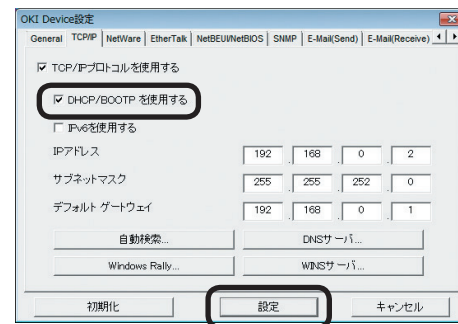 OKI Device設定
General TCP/IP NetWare EtherTalk NetBEUI/NetBIOS SNMP E-Mail(Send) E-Mail(Receive)
TCP/IPプロトコルを使用する
DHCP/BOOTP を使用する
IPv6を使用する
IPアドレス 192 . 168 . 0 . 2
サブネットマスク 255 . 255 . 252 . 0
デフォルト ゲートウェイ 192 . 168 . 0 . 1
自動検索... DNSサーバ...
Windows Rally... WINSサーバ...
初期化 設定 キャンセル